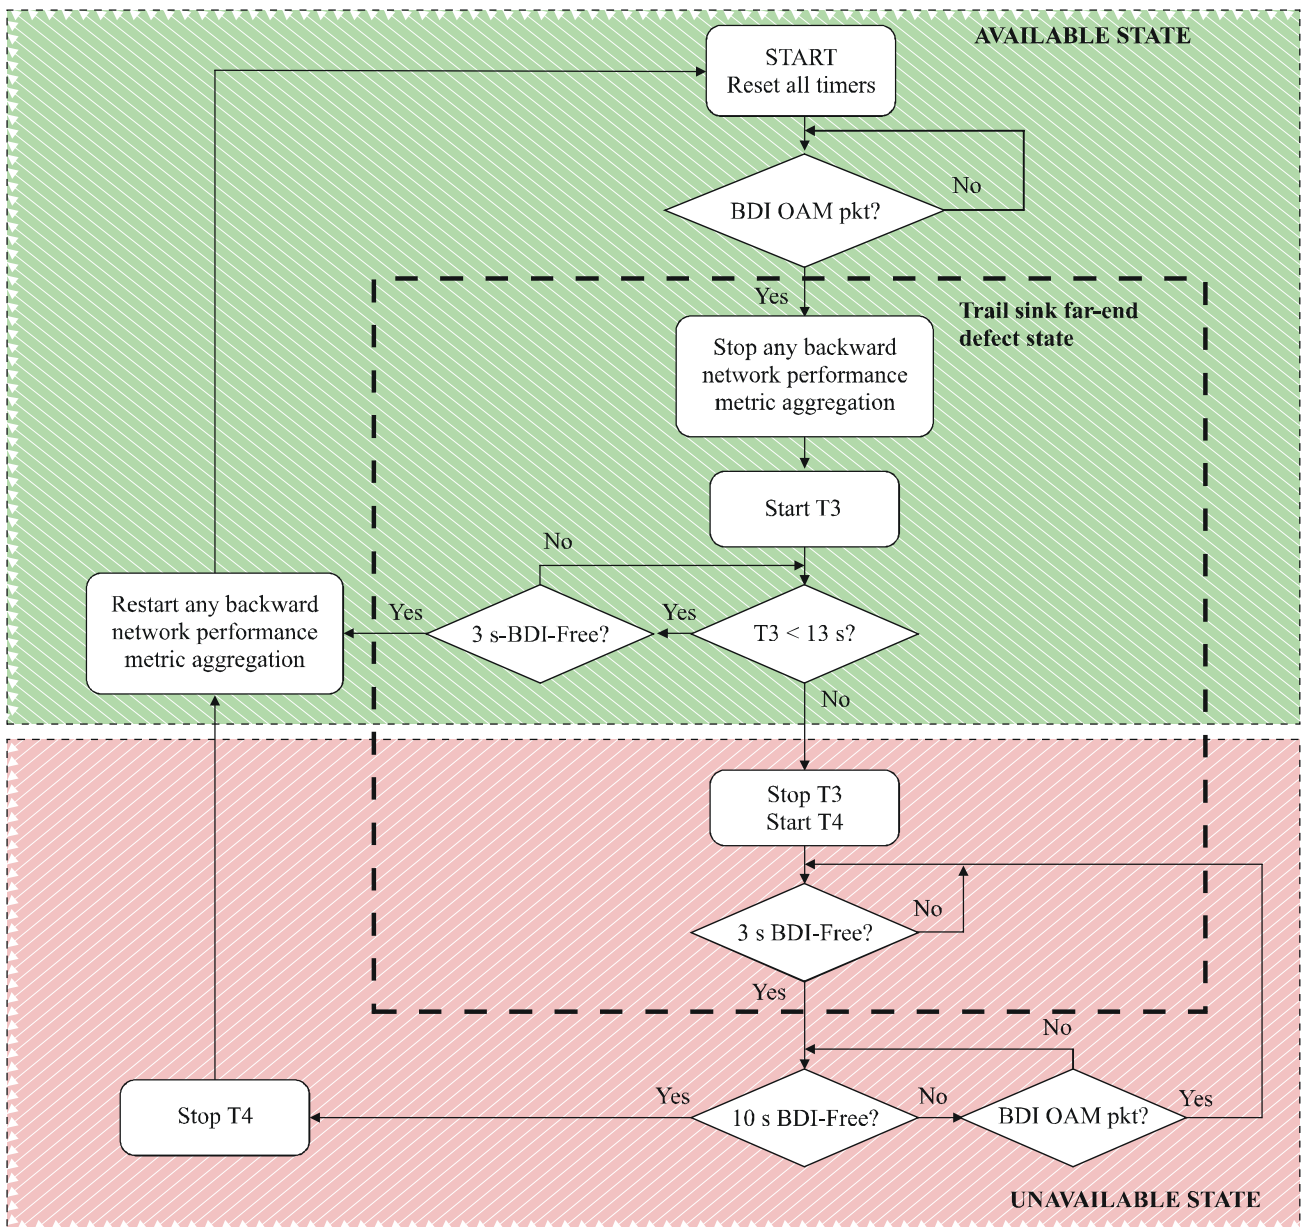 AVAILABLE STATE
START
Reset all timers
No
BDI OAM pkt?
Yes
Trail sink far-end
defect state
Stop any backward
network performance
metric aggregation
Start T3
No
Restart any backward
network performance
metric aggregation
Yes
3 s-BDI-Free?
Yes
T3 < 13 s?
No
Stop T3
Start T4
3 s BDI-Free?
No
Yes
No
Stop T4
Yes
10 s BDI-Free?
No
BDI OAM pkt?
Yes
UNAVAILABLE STATE